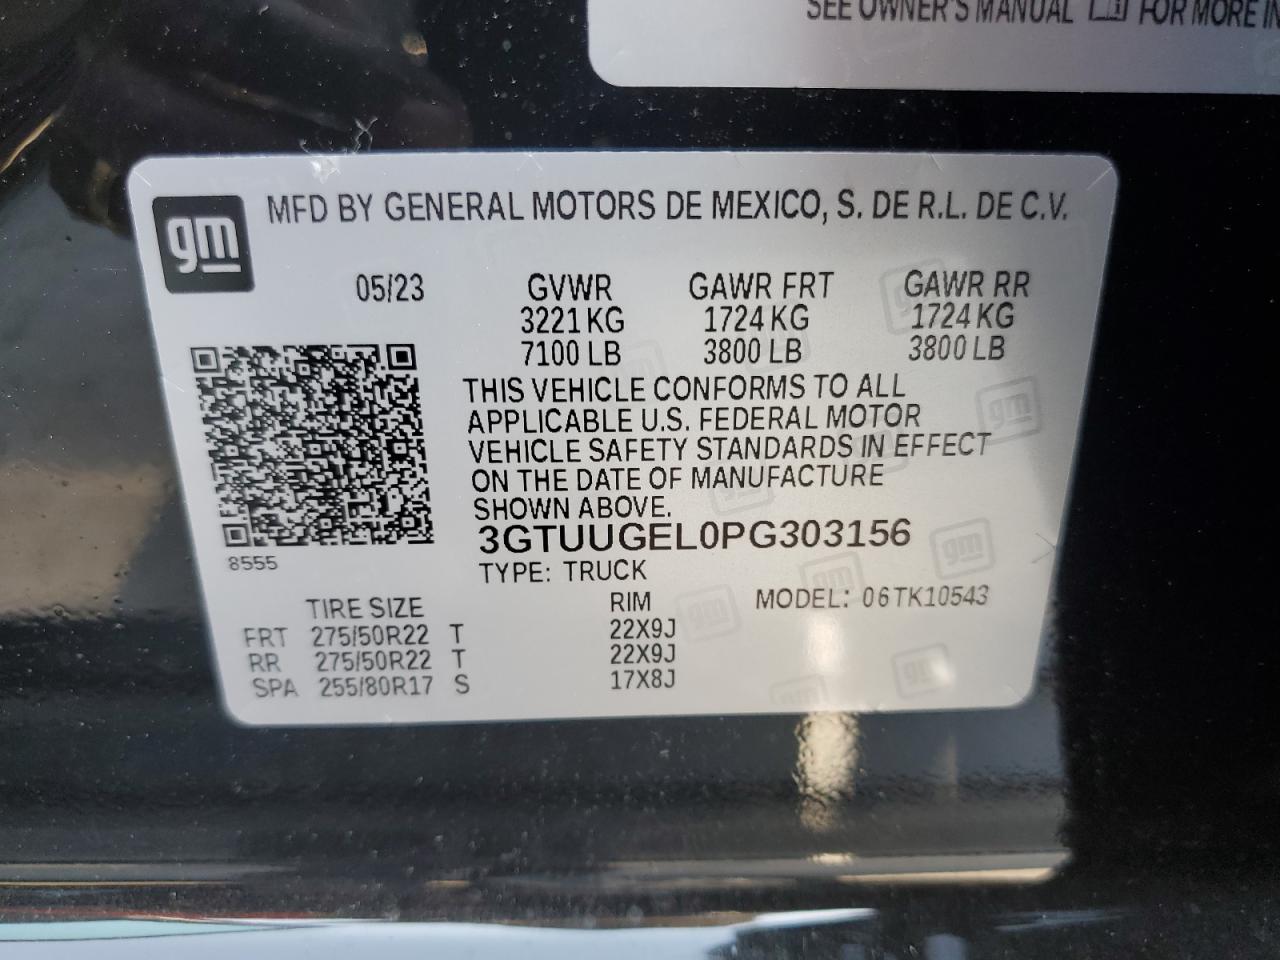 SEE OWNER'S MANUAL FOR MORE
gm MFD BY GENERAL MOTORS DE MEXICO, S. DE R.L. DE C.V.
05/23 GVWR GAWR FRT GAWR RR
3221 KG 1724 KG 1724 KG
7100 LB 3800 LB 3800 LB
THIS VEHICLE CONFORMS TO ALL
APPLICABLE U.S. FEDERAL MOTOR
VEHICLE SAFETY STANDARDS IN EFFECT
ON THE DATE OF MANUFACTURE
SHOWN ABOVE.
3GTUUGEL0PG303156
8555
TYPE: TRUCK
TIRE SIZE RIM MODEL: 06TK10543
FRT 275/50R22 T 22X9J
RR 275/50R22 T 22X9J
SPA 255/80R17 S 17X8J